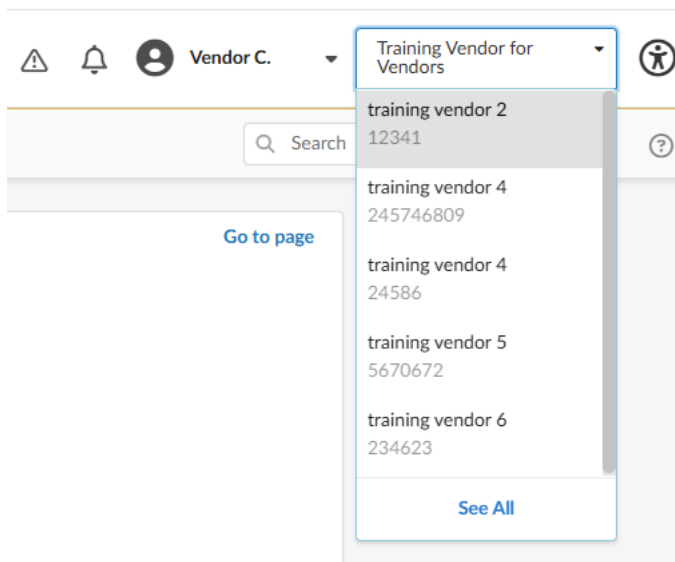 Vendor C.
Training Vendor for
Vendors
Search
Go to page
training vendor 2
12341
training vendor 4
245746809
training vendor 4
24586
training vendor 5
5670672
training vendor 6
234623
See All
?